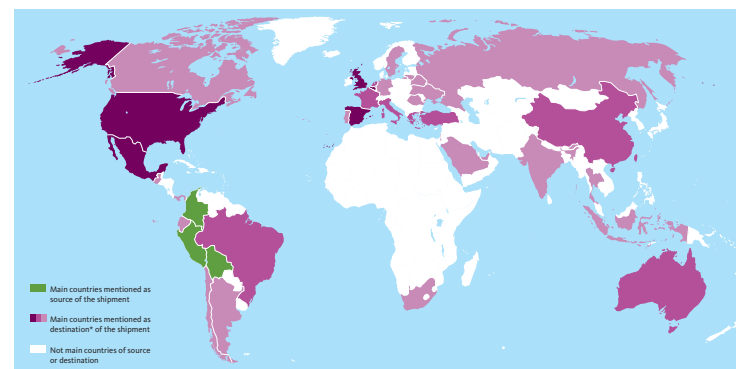 Main countries mentioned as
source of the shipment
Main countries mentioned as
destination* of the shipment
Not main countries of source
or destination